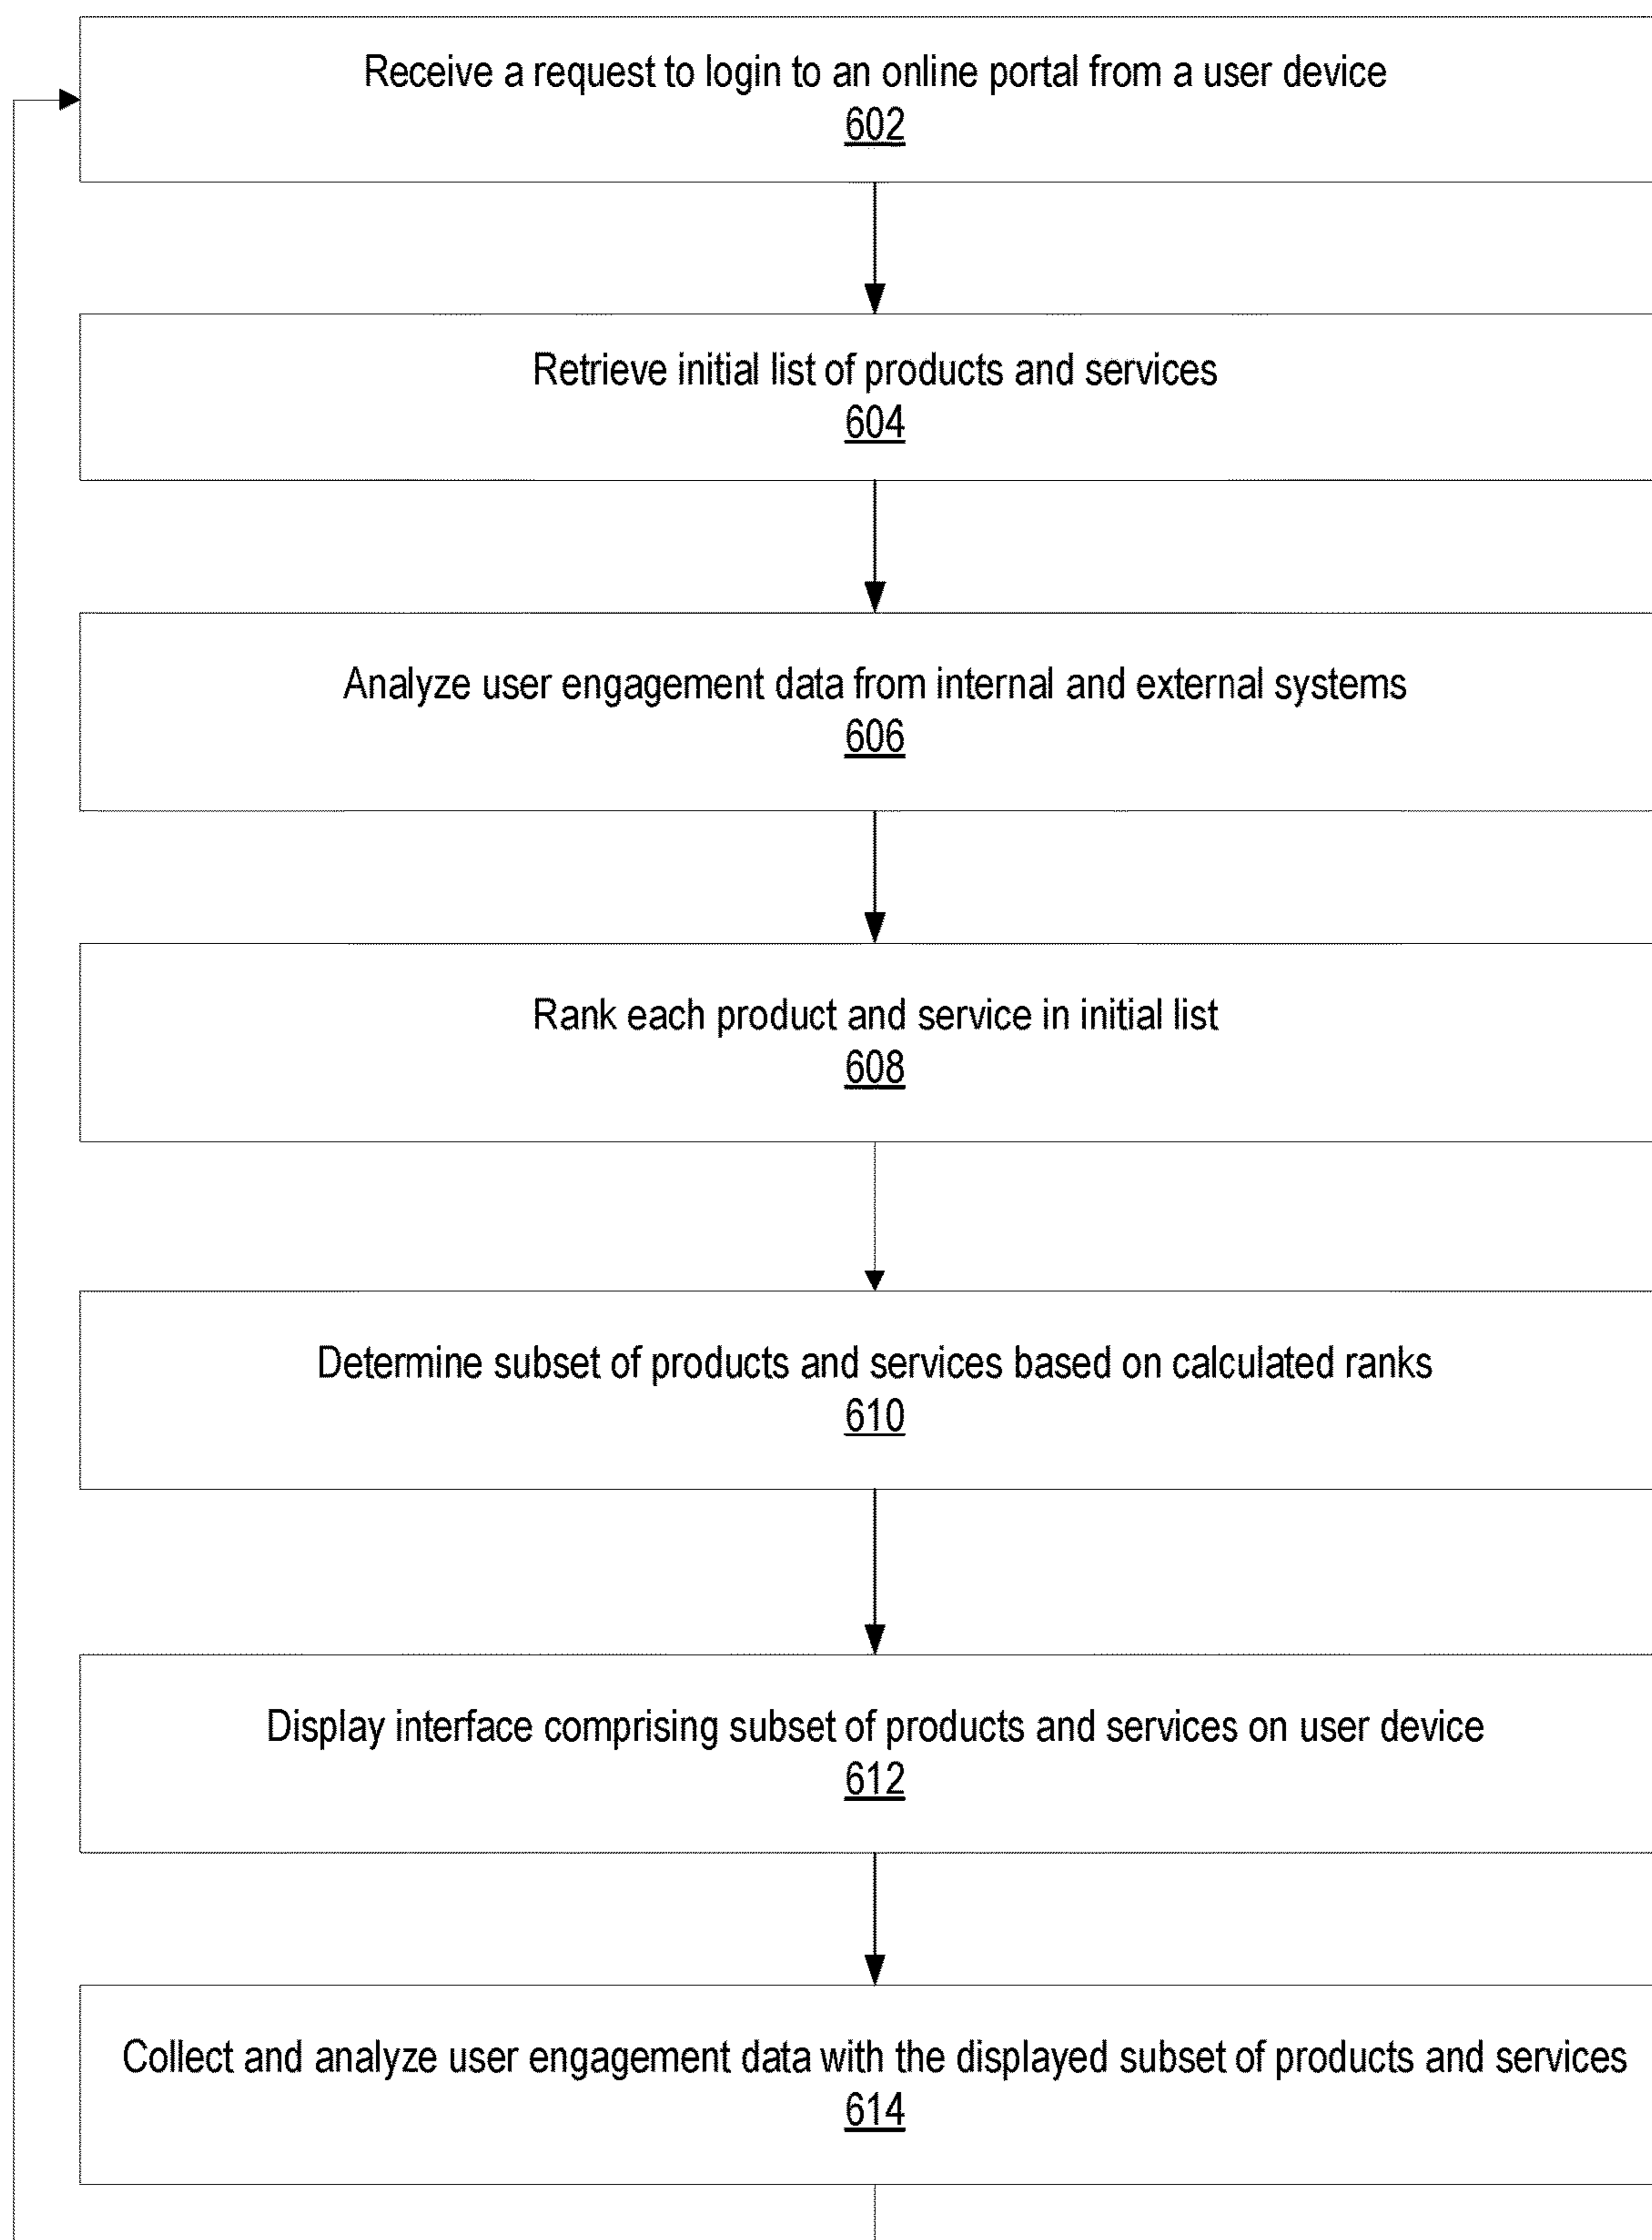 Receive a request to login to an online portal from a user device
602
Retrieve initial list of products and services
604
Analyze user engagement data from internal and external systems
606
Rank each product and service in initial list
608
Determine subset of products and services based on calculated ranks
610
Display interface comprising subset of products and services on user device
612
Collect and analyze user engagement data with the displayed subset of products and services
614